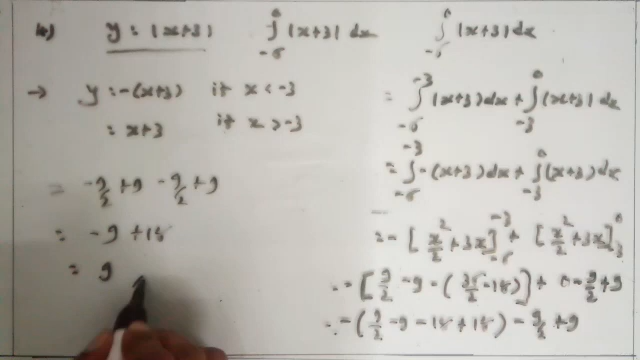 y = |x+3| ∫_{-6}^{0} |x+3| dx
→ y = -(x+3) if x < -3
= x+3 if x > -3
= -9/2 + 9 - 9/2 + 9
= -9 + 18
= 9
∫_{-6}^{0} |x+3| dx
= ∫_{-6}^{-3} |x+3| dx + ∫_{-3}^{0} |x+3| dx
= ∫_{-6}^{-3} -(x+3) dx + ∫_{-3}^{0} (x+3) dx
= -[x²/2 + 3x]_{-6}^{-3} + [x²/2 + 3x]_{-3}^{0}
= -[9/2 - 9 - (36/2 - 18)] + 0 - 9/2 + 9
= -(9/2 - 9 - 18 + 18) - 9/2 + 9